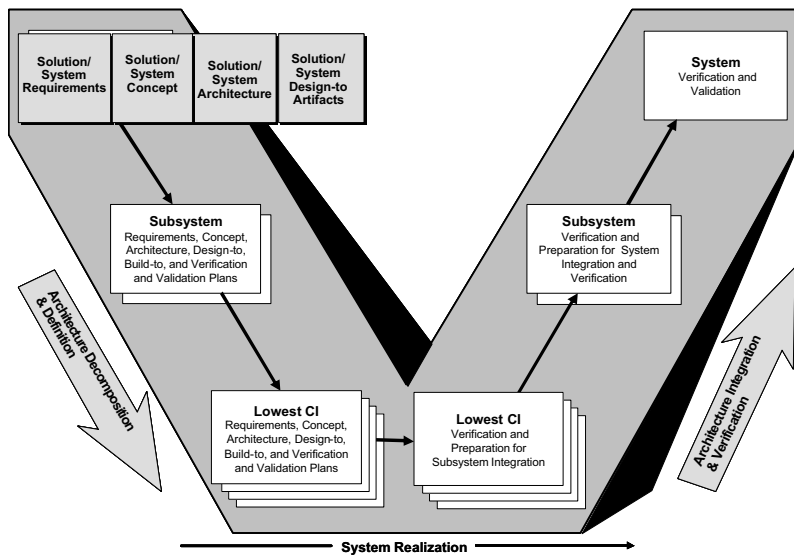 Solution/
System
Requirements
Solution/
System
Concept
Solution/
System
Architecture
Solution/
System
Design-to
Artifacts
System
Verification and
Validation
Subsystem
Requirements, Concept,
Architecture, Design-to,
Build-to, and Verification
and Validation Plans
Subsystem
Verification and
Preparation for System
Integration and
Verification
Architecture Decomposition
& Definition
Architecture Integration
& Verification
Lowest CI
Requirements, Concept,
Architecture, Design-to,
Build-to, and Verification
and Validation Plans
Lowest CI
Verification and
Preparation for
Subsystem Integration
System Realization